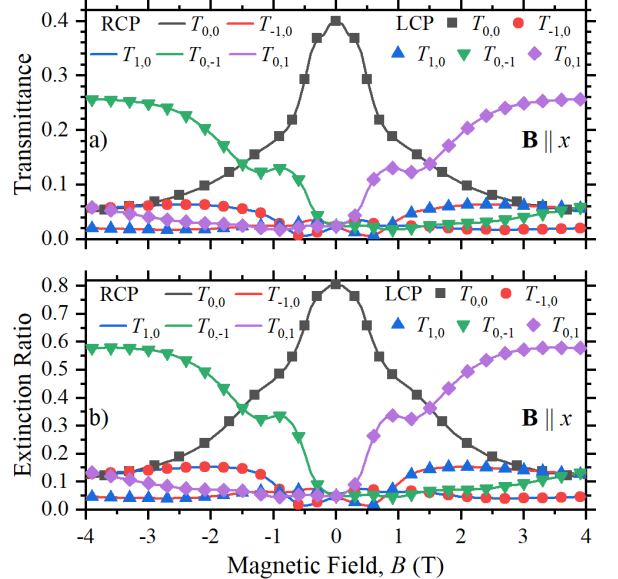 RCP T0,0 T-1,0 LCP T0,0 T-1,0
T1,0 T0,-1 T0,1 T1,0 T0,-1 T0,1
Transmittance
0.4
0.3
0.2
0.1
0.0
a)
B || x
RCP T0,0 T-1,0 LCP T0,0 T-1,0
T1,0 T0,-1 T0,1 T1,0 T0,-1 T0,1
Extinction Ratio
0.8
0.7
0.6
0.5
0.4
0.3
0.2
0.1
0.0
b)
B || x
-4 -3 -2 -1 0 1 2 3 4
Magnetic Field, B (T)